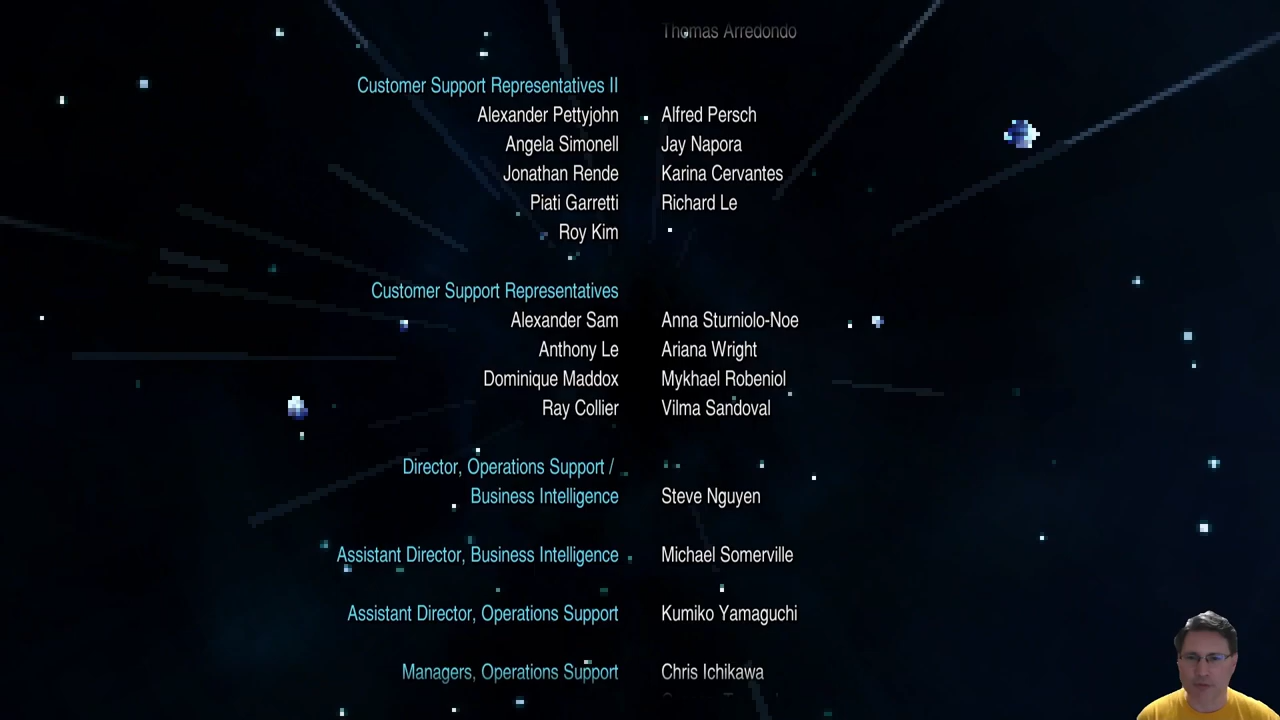 Thomas Arredondo
Customer Support Representatives II
Alexander Pettyjohn Alfred Persch
Angela Simonell Jay Napora
Jonathan Rende Karina Cervantes
Piati Garretti Richard Le
Roy Kim
Customer Support Representatives
Alexander Sam Anna Sturniolo-Noe
Anthony Le Ariana Wright
Dominique Maddox Mykhael Robeniol
Ray Collier Vilma Sandoval
Director, Operations Support /
Business Intelligence Steve Nguyen
Assistant Director, Business Intelligence Michael Somerville
Assistant Director, Operations Support Kumiko Yamaguchi
Managers, Operations Support Chris Ichikawa